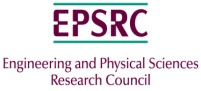 EPSRC
Engineering and Physical Sciences
Research Council